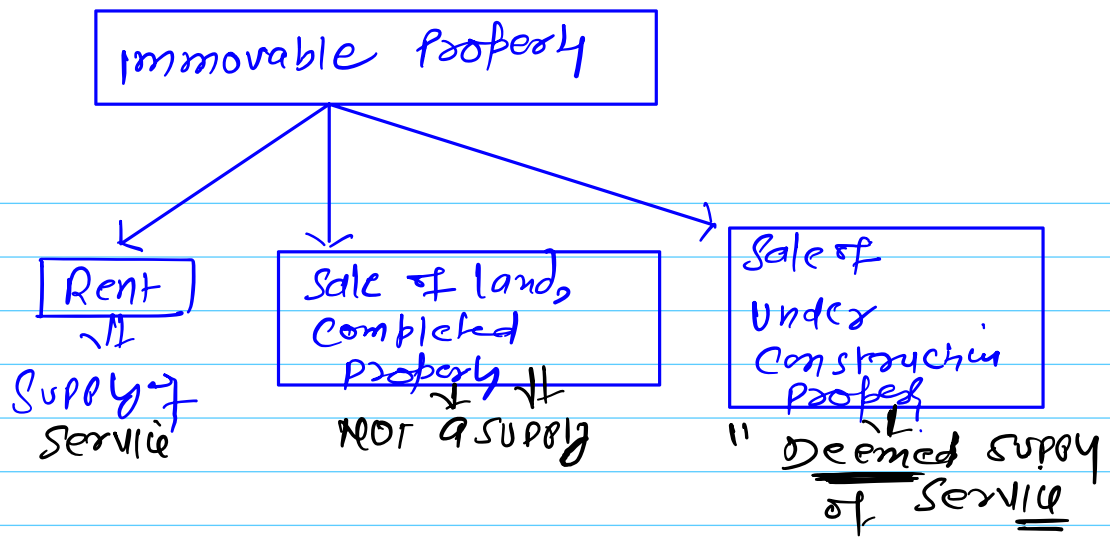 Immovable Property
Rent
Supply of
Service
Sale of land,
Completed
Property
NOT a supply
Sale of
under
Construction
Property
" Deemed supply
of service